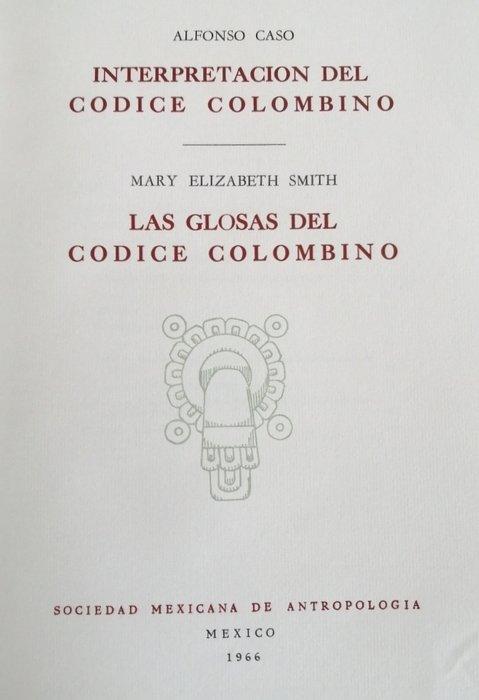 ALFONSO CASO
INTERPRETACION DEL
CODICE COLOMBINO
MARY ELIZABETH SMITH
LAS GLOSAS DEL
CODICE COLOMBINO
SOCIEDAD MEXICANA DE ANTROPOLOGIA
MEXICO
1966